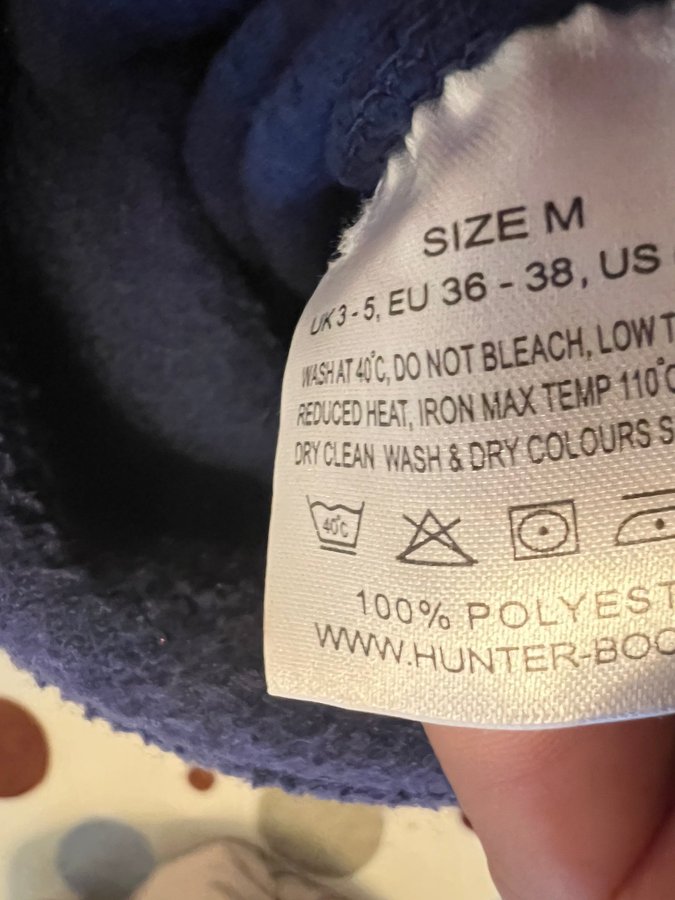 SIZE M
UK 3 - 5, EU 36 - 38, US
WASH AT 40°C, DO NOT BLEACH, LOW T
REDUCED HEAT, IRON MAX TEMP 110°C
DRY CLEAN WASH & DRY COLOURS S
40°C
100% POLYEST
WWW.HUNTER-BOO